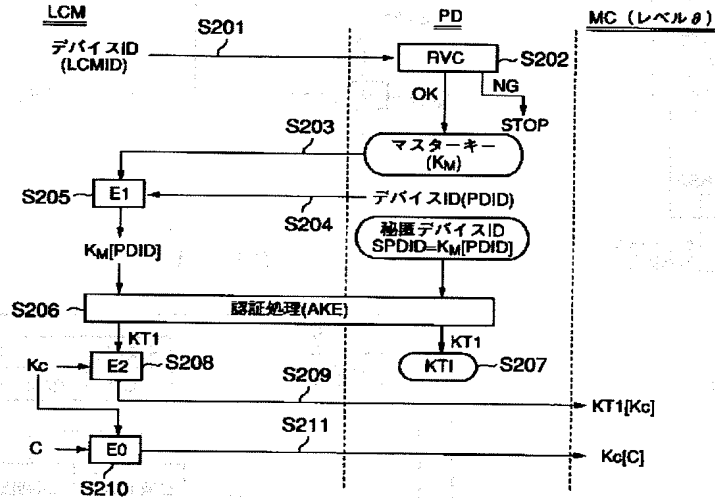 LCM
PD
MC (レベルθ)
デバイスID
(LCMID)
S201
RVC
S202
OK
NG
STOP
S203
マスターキー
(KM)
S205
E1
S204
デバイスID(PDID)
秘匿デバイスID
SPDID=KM[PDID]
KM[PDID]
S206
認証処理(AKE)
KT1
KT1
Kc
E2
S208
KTI
S207
S209
KT1[Kc]
S211
C
E0
Kc[C]
S210